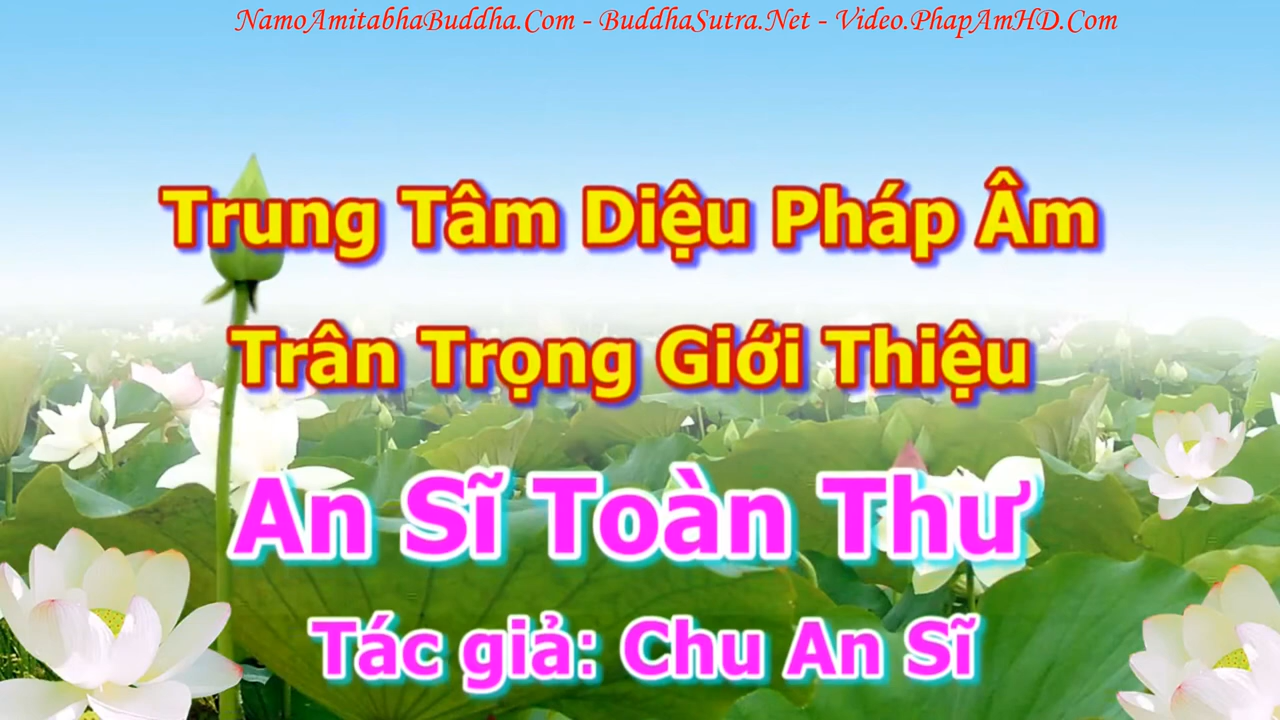 NamoAmitabhaBuddha.Com - BuddhaSutra.Net - Video.PhapAmHD.Com
Trung Tâm Diệu Pháp Âm
Trân Trọng Giới Thiệu
An Sĩ Toàn Thư
Tác giả: Chu An Sĩ